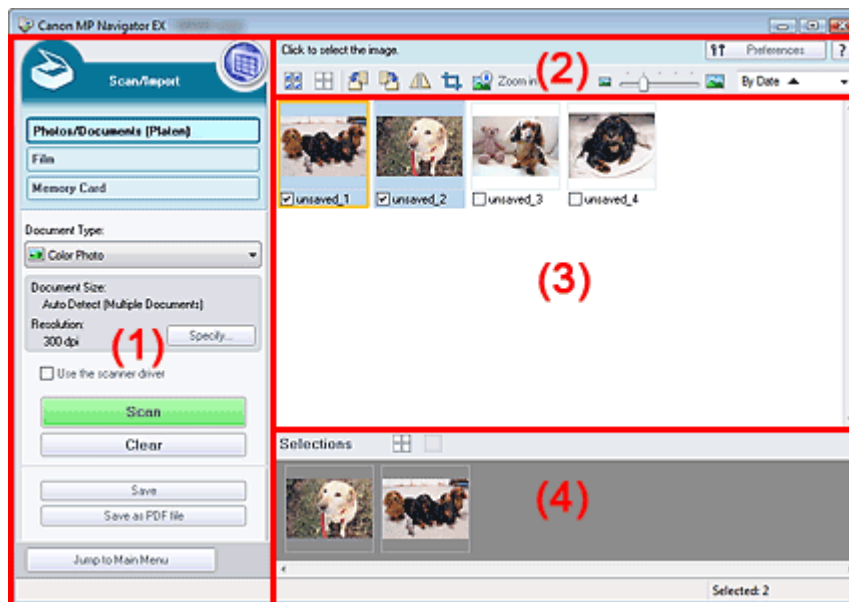 Canon MP Navigator EX
Scan/Import
Photos/Documents (Platen)
Film
Memory Card
Document Type:
Color Photo
Document Size:
Auto Detect (Multiple Documents)
Resolution:
300 dpi
Specify...
(1)
Use the scanner driver
Scan
Clear
Save
Save as PDF file
Jump to Main Menu
Click to select the image.
Preferences
?
Zoom in
(2)
By Date
unsaved_1
unsaved_2
unsaved_3
unsaved_4
(3)
Selections
(4)
Selected: 2